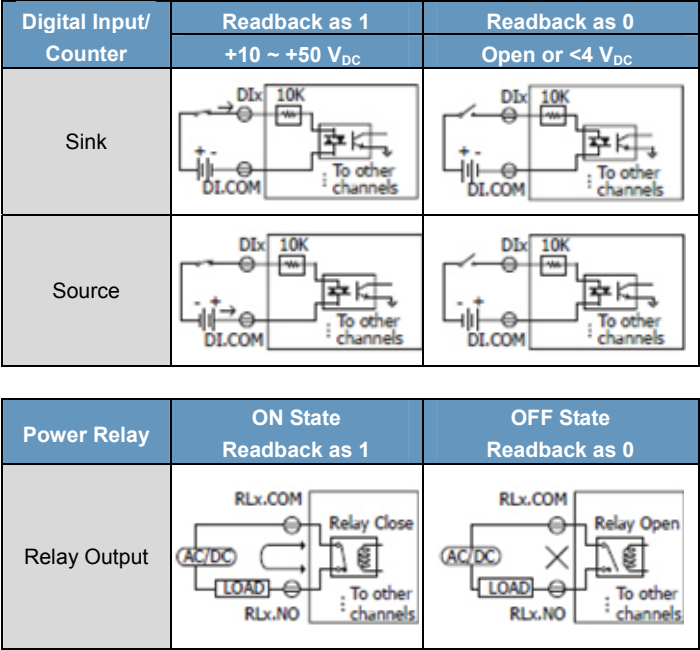 Digital Input/
Counter
Readback as 1
Readback as 0
+10 ~ +50 VDC
Open or <4 VDC
Sink
DIx 10K
+ -
DI.COM
To other
channels
DIx 10K
+ -
DI.COM
To other
channels
Source
DIx 10K
- +
DI.COM
To other
channels
DIx 10K
- +
DI.COM
To other
channels
Power Relay
ON State
Readback as 1
OFF State
Readback as 0
Relay Output
RLx.COM
Relay Close
AC/DC
LOAD
RLx.NO
To other
channels
RLx.COM
Relay Open
AC/DC
LOAD
RLx.NO
To other
channels